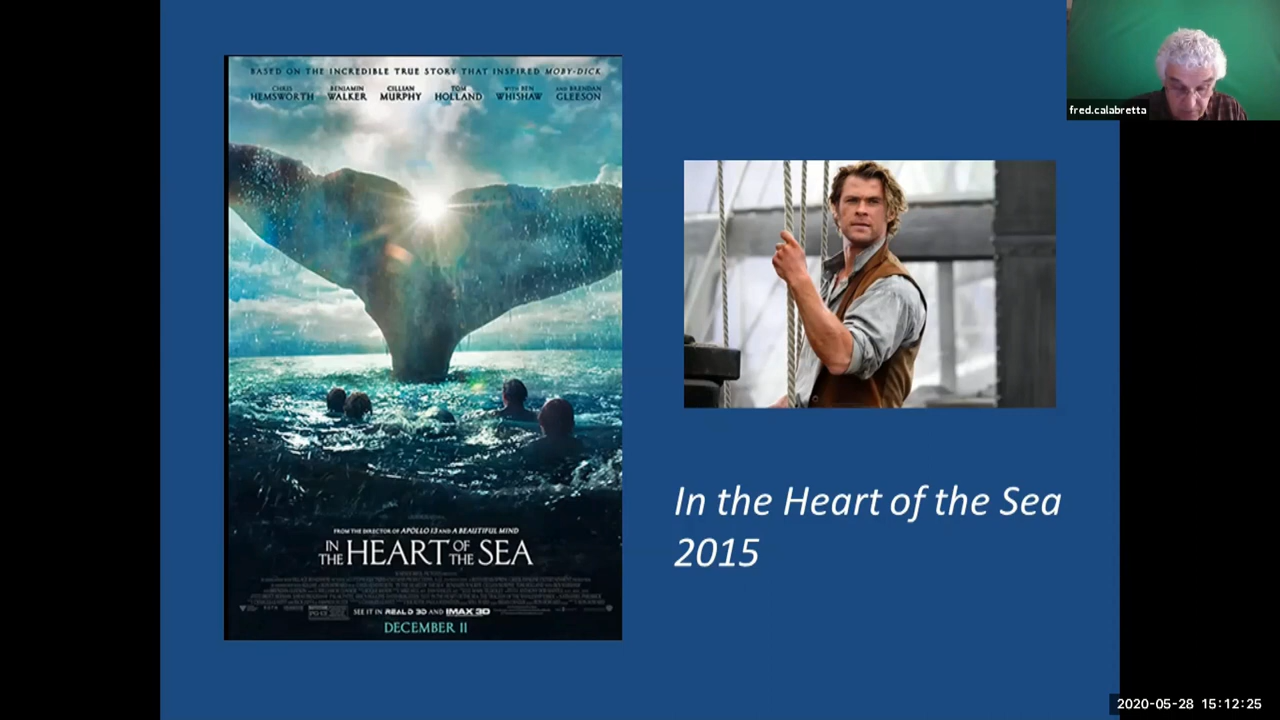 BASED ON THE INCREDIBLE TRUE STORY THAT INSPIRED MOBY-DICK
CHRIS HEMSWORTH BENJAMIN WALKER CILLIAN MURPHY TOM HOLLAND WITH BEN WHISHAW AND BRENDAN GLEESON
FROM THE DIRECTOR OF APOLLO 13 AND A BEAUTIFUL MIND
IN THE HEART OF THE SEA
SEE IT IN REAL D 3D AND IMAX 3D
DECEMBER 11
In the Heart of the Sea
2015
fred.calabretta
2020-05-28 15:12:25